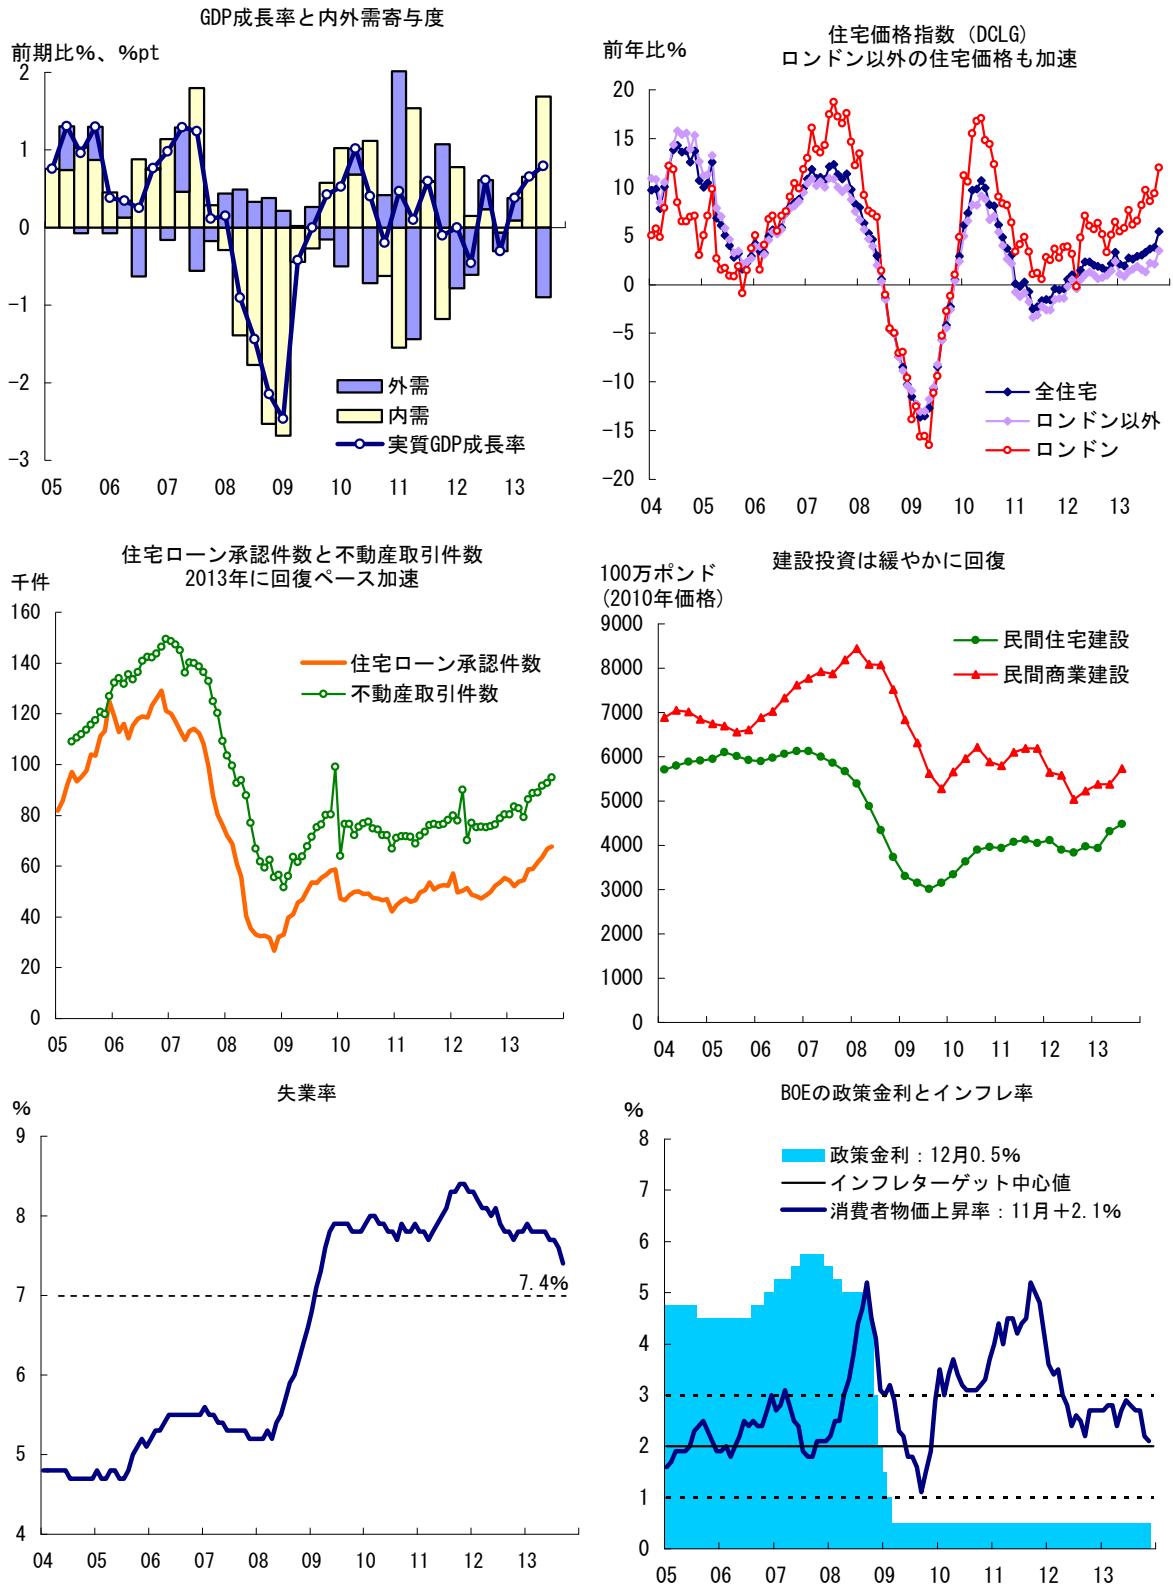 GDP成長率と内外需寄与度
前期比%、%pt
2
1
0
-1
-2
-3
外需
内需
実質GDP成長率
05 06 07 08 09 10 11 12 13
住宅価格指数（DCLG）
ロンドン以外の住宅価格も加速
前年比%
20
15
10
5
0
-5
-10
-15
-20
全住宅
ロンドン以外
ロンドン
04 05 06 07 08 09 10 11 12 13
住宅ローン承認件数と不動産取引件数
2013年に回復ペース加速
千件
160
140
120
100
80
60
40
20
0
住宅ローン承認件数
不動産取引件数
05 06 07 08 09 10 11 12 13
建設投資は緩やかに回復
100万ポンド
(2010年価格)
9000
8000
7000
6000
5000
4000
3000
2000
1000
0
民間住宅建設
民間商業建設
04 05 06 07 08 09 10 11 12 13
失業率
%
9
8
7
6
5
4
7.4%
04 05 06 07 08 09 10 11 12 13
BOEの政策金利とインフレ率
%
8
7
6
5
4
3
2
1
0
政策金利：12月0.5%
インフレターゲット中心値
消費者物価上昇率：11月＋2.1%
05 06 07 08 09 10 11 12 13